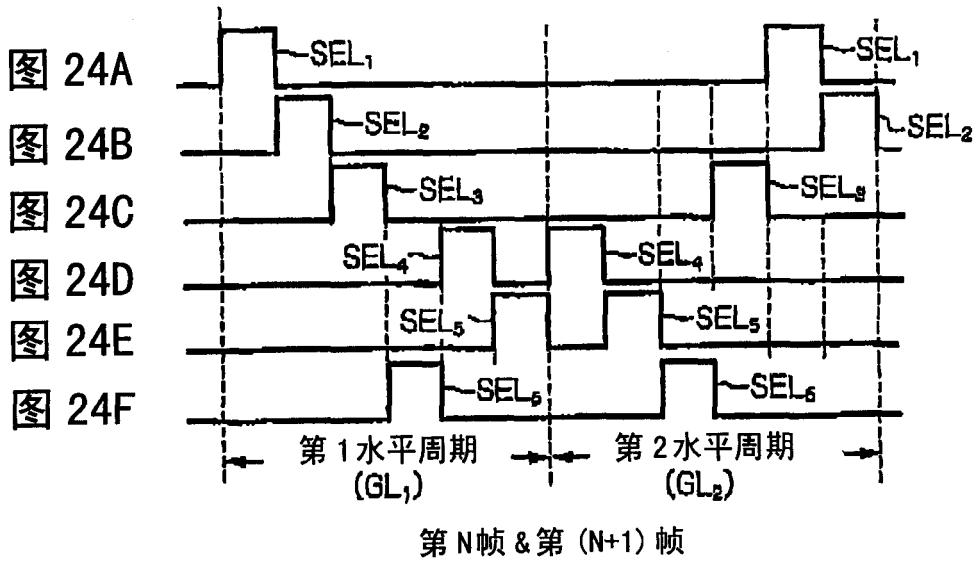 图 24A SEL₁ SEL₁
图 24B SEL₂ SEL₂
图 24C SEL₃ SEL₃
图 24D SEL₄ SEL₄
图 24E SEL₅ SEL₅
图 24F SEL₆ SEL₆
第1水平周期 第2水平周期
(GL₁) (GL₂)
第N帧&第(N+1)帧